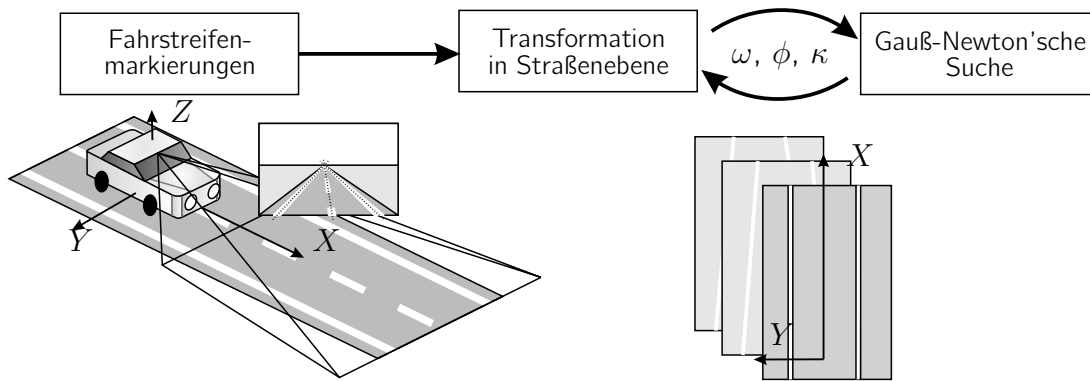 Fahrstreifen-
markierungen
Transformation
in Straßenebene
ω, ϕ, κ
Gauß-Newton'sche
Suche
Z
Y
X
X
Y